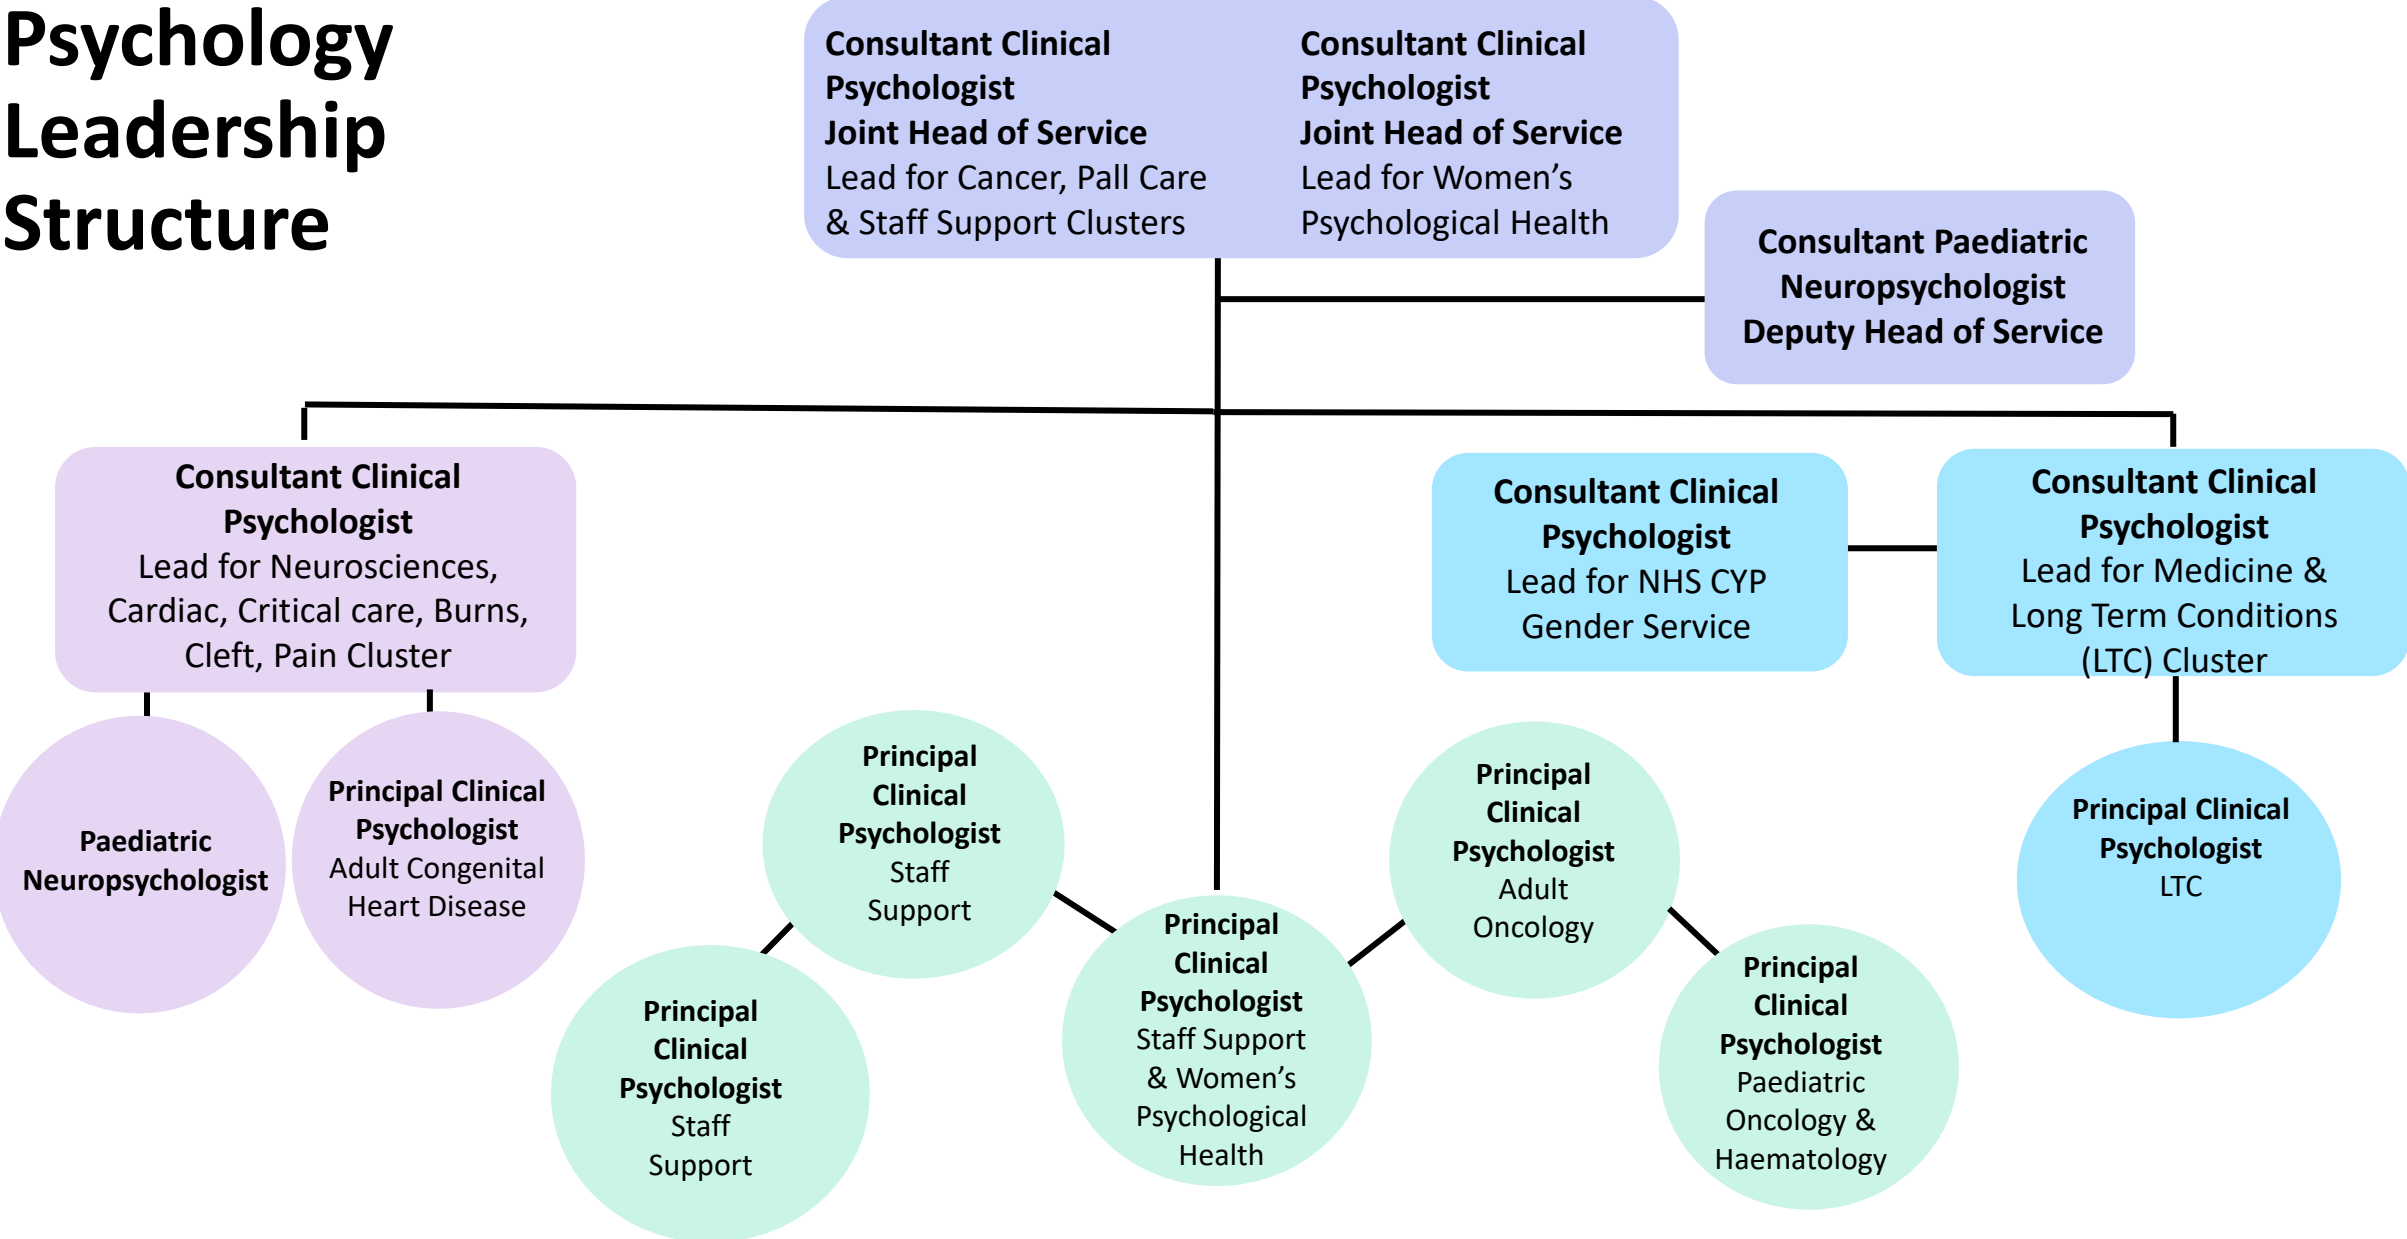 Psychology
Leadership
Structure
Consultant Clinical
Psychologist
Joint Head of Service
Lead for Cancer, Pall Care
& Staff Support Clusters
Consultant Clinical
Psychologist
Joint Head of Service
Lead for Women’s
Psychological Health
Consultant Paediatric
Neuropsychologist
Deputy Head of Service
Consultant Clinical
Psychologist
Lead for Neurosciences,
Cardiac, Critical care, Burns,
Cleft, Pain Cluster
Consultant Clinical
Psychologist
Lead for NHS CYP
Gender Service
Consultant Clinical
Psychologist
Lead for Medicine &
Long Term Conditions
(LTC) Cluster
Paediatric
Neuropsychologist
Principal Clinical
Psychologist
Adult Congenital
Heart Disease
Principal
Clinical
Psychologist
Staff
Support
Principal
Clinical
Psychologist
Staff
Support
Principal
Clinical
Psychologist
Staff Support
& Women’s
Psychological
Health
Principal
Clinical
Psychologist
Adult
Oncology
Principal
Clinical
Psychologist
Paediatric
Oncology &
Haematology
Principal Clinical
Psychologist
LTC